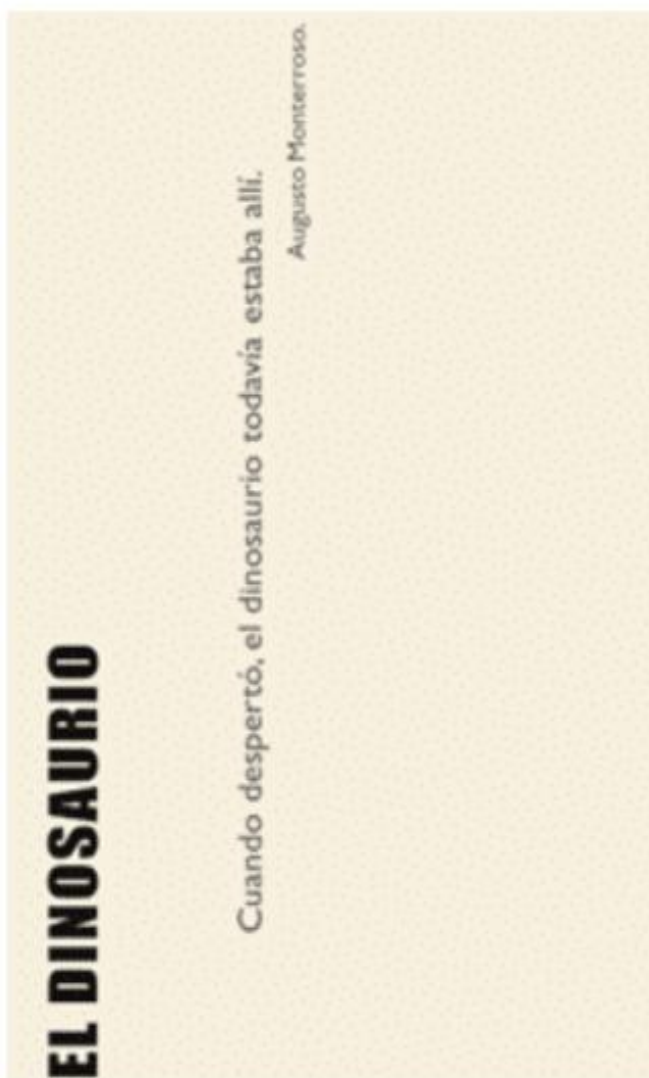 EL DINOSAURIO
Cuando despertó, el dinosaurio todavía estaba allí.
Augusto Monterroso.